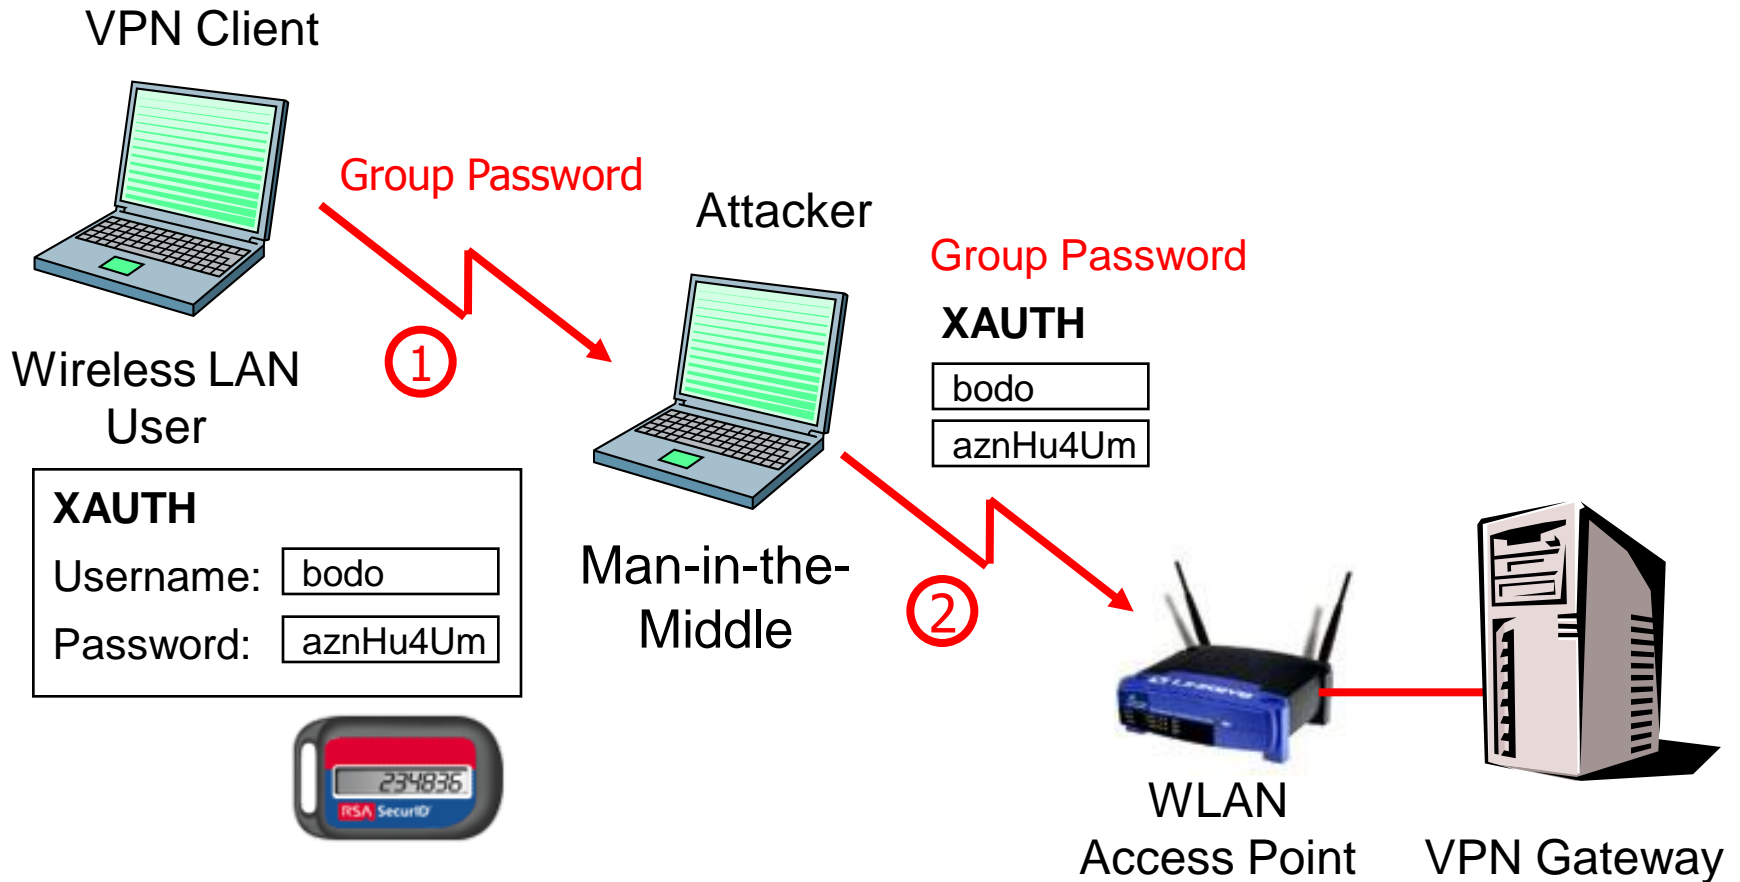 VPN Client
Group Password
Attacker
Group Password
XAUTH
bodo
aznHu4Um
1
Wireless LAN
User
XAUTH
Username: bodo
Password: aznHu4Um
Man-in-the-
Middle
2
234836
RSA SecurID
WLAN
Access Point
VPN Gateway